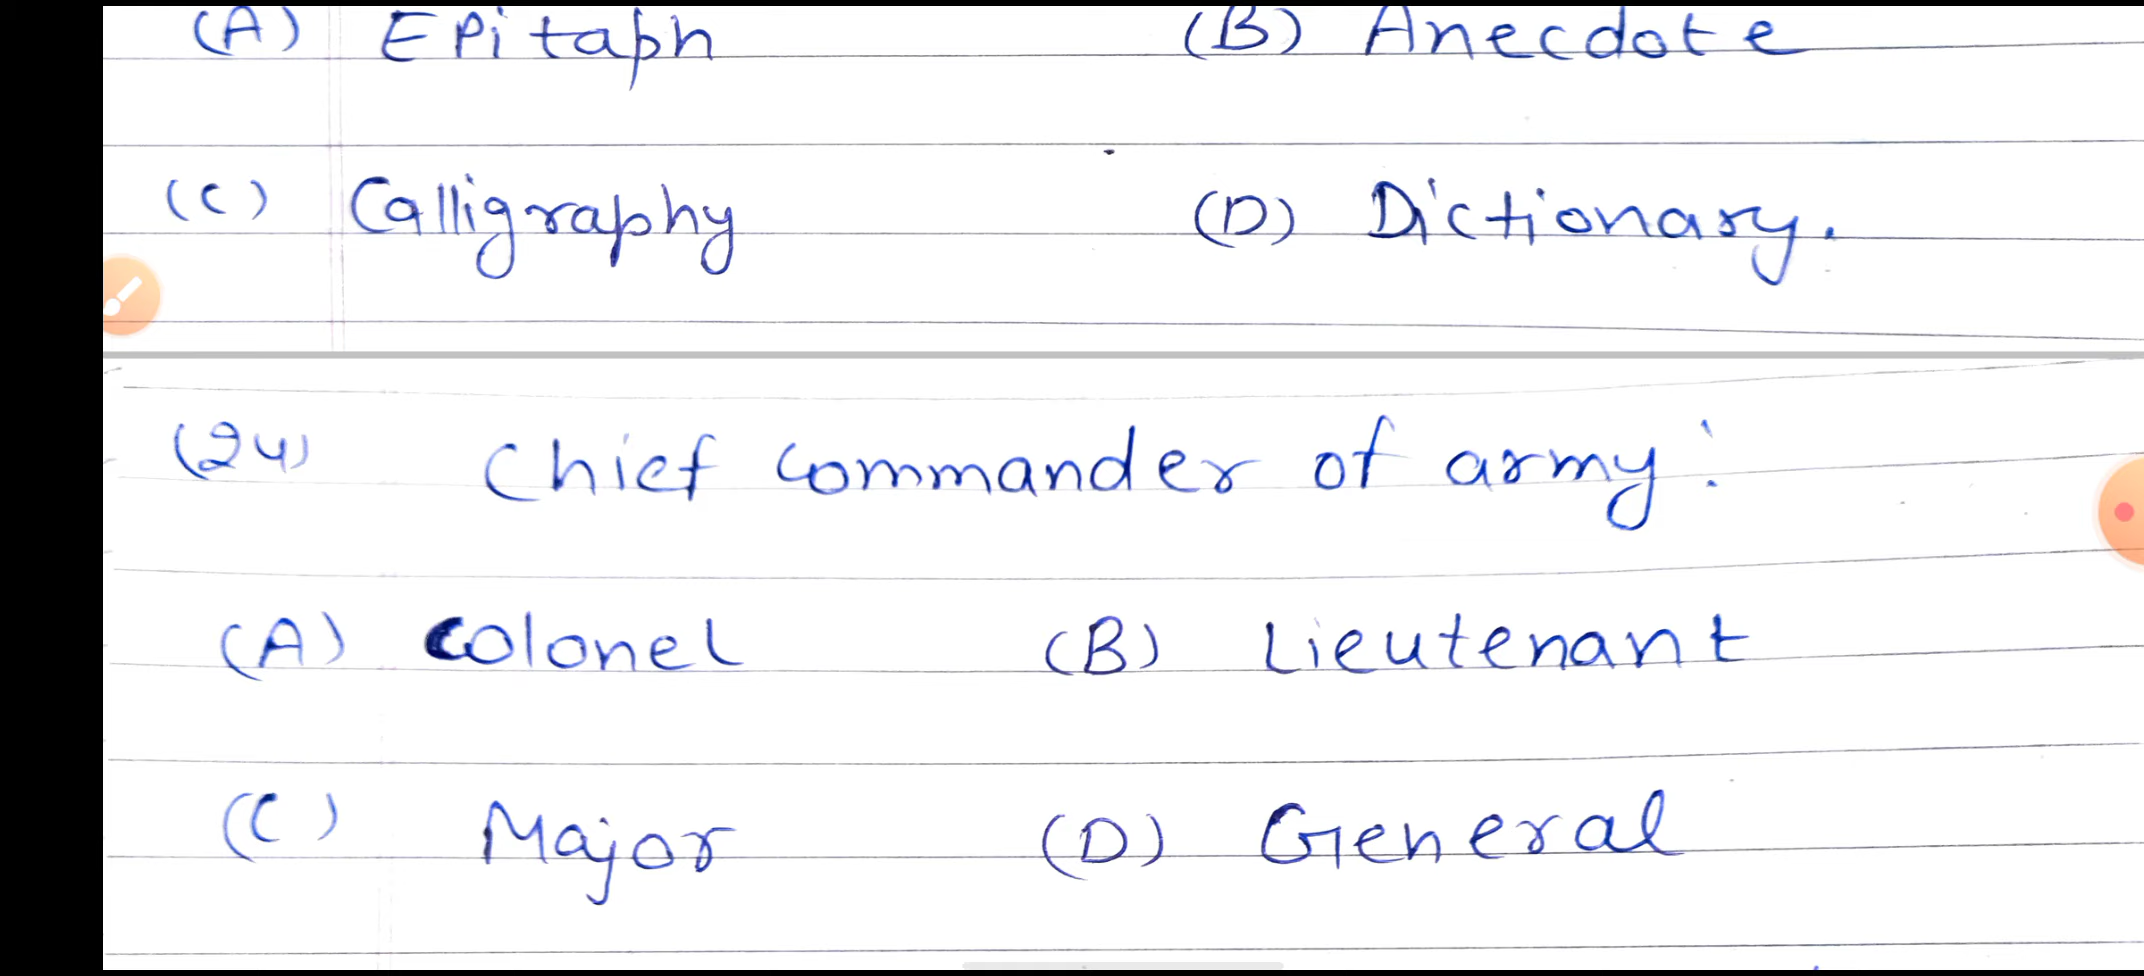 (A) Epitaph (B) Anecdote
(C) Calligraphy (D) Dictionary.
(24) Chief commander of army:
(A) Colonel (B) Lieutenant
(C) Major (D) General